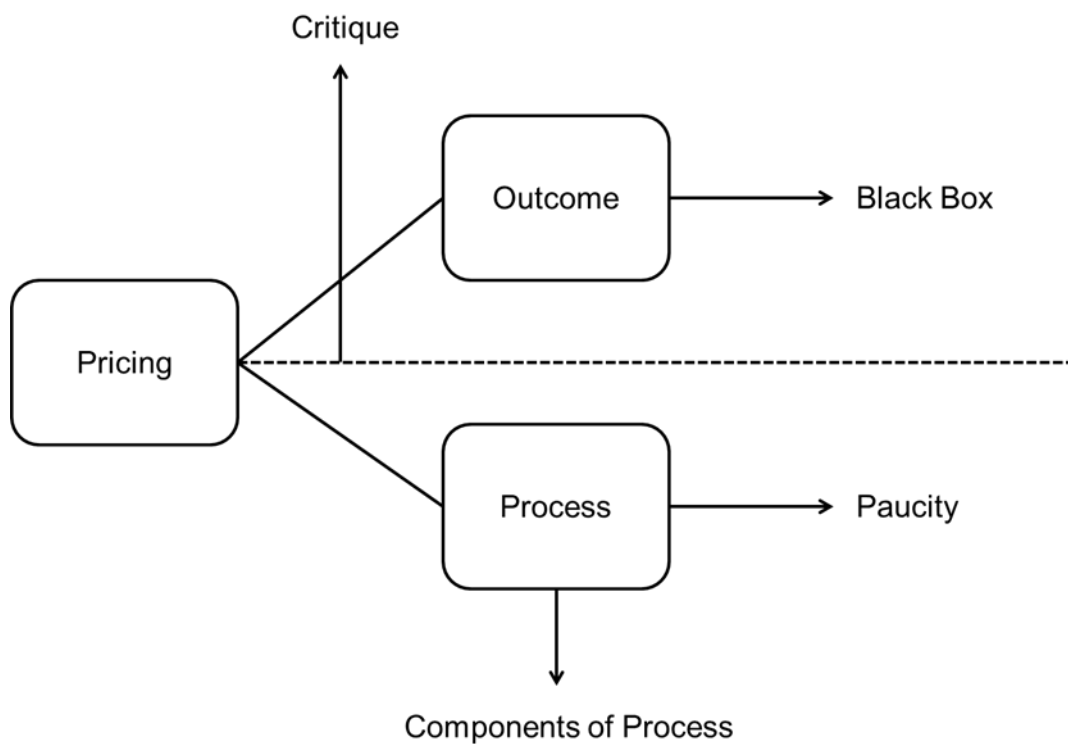 Critique
Outcome
Black Box
Pricing
Process
Paucity
Components of Process